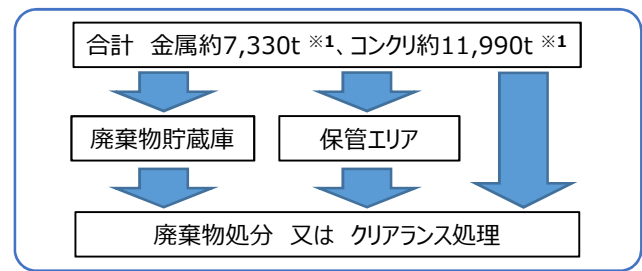 合計 金属約7,330t ※1、コンクリ約11,990t ※1
廃棄物貯蔵庫
保管エリア
廃棄物処分 又は クリアランス処理